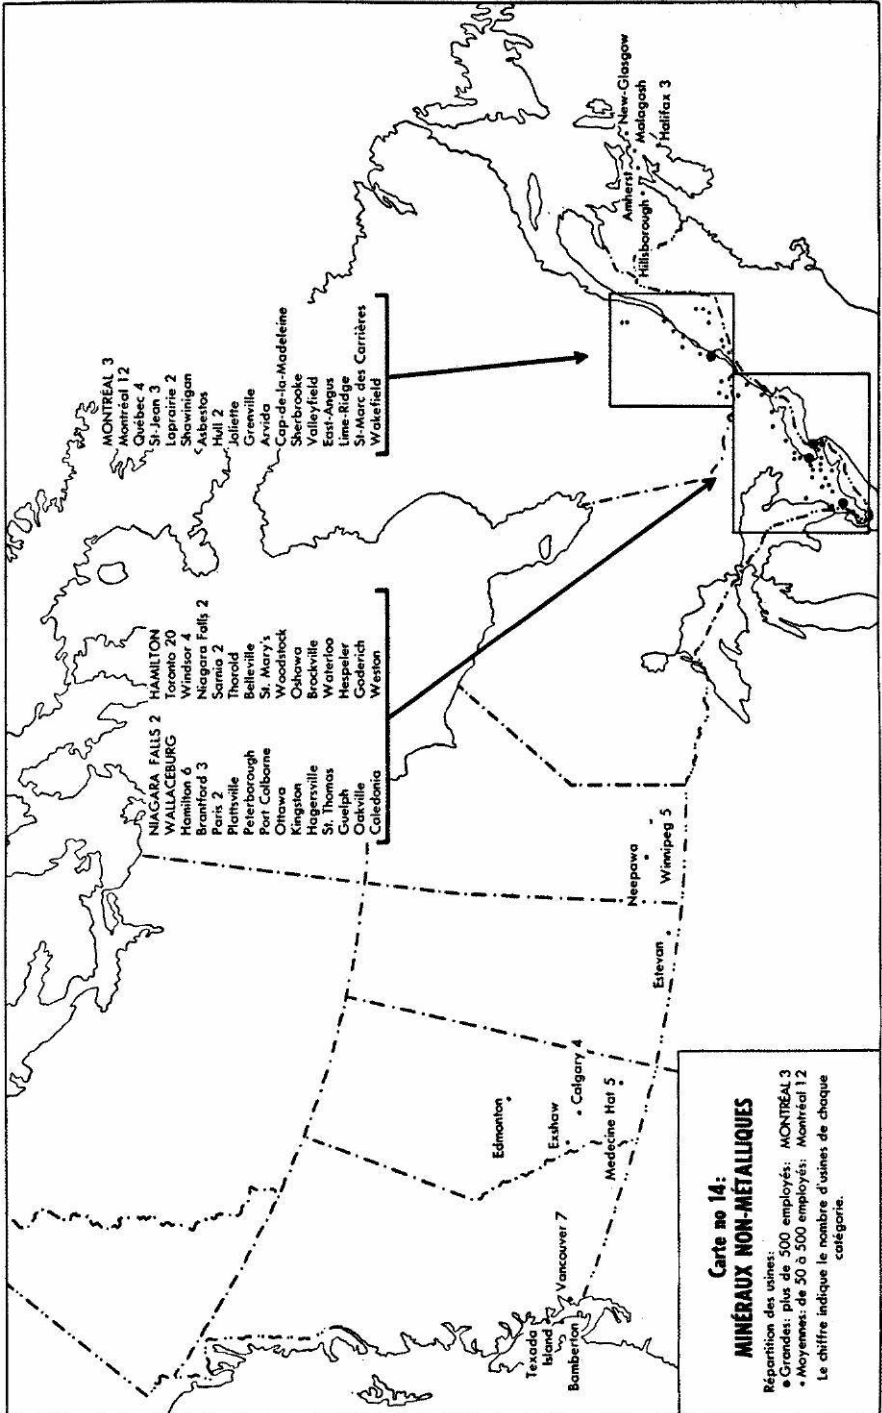 Carte no 14:
MINÉRAUX NON-MÉTALLIQUES
Répartition des usines:
• Grandes: plus de 500 employés: MONTRÉAL 3
• Moyennes: de 50 à 500 employés: Montréal 12
Le chiffre indique le nombre d'usines de chaque
catégorie.
Texada
Island
Bamberton
Vancouver 7
Edmonton
Exshaw
Calgary 4
Medecine Hat 5
Estevan
Neepawa
Winnipeg 5
NIAGARA FALLS 2
WALLACEBURG
Hamilton 6
Brantford 3
Paris 2
Plattsville
Peterborough
Port Colborne
Ottawa
Kingston
Hagersville
St. Thomas
Guelph
Oakville
Caledonia
HAMILTON
Toronto 20
Windsor 4
Niagara Falls 2
Sarnia 2
Thorold
Belleville
St. Mary's
Woodstock
Oshawa
Brockville
Waterloo
Hespeler
Goderich
Weston
MONTRÉAL 3
Montréal 12
Québec 4
St-Jean 3
Laprairie 2
Shawinigan
Asbestos
Hull 2
Joliette
Grenville
Arvida
Cap-de-la-Madeleine
Sherbrooke
Valleyfield
East-Angus
Lime-Ridge
St-Marc des Carrières
Wakefield
Hillsborough
Amherst
New-Glasgow
Malagash
Halifax 3